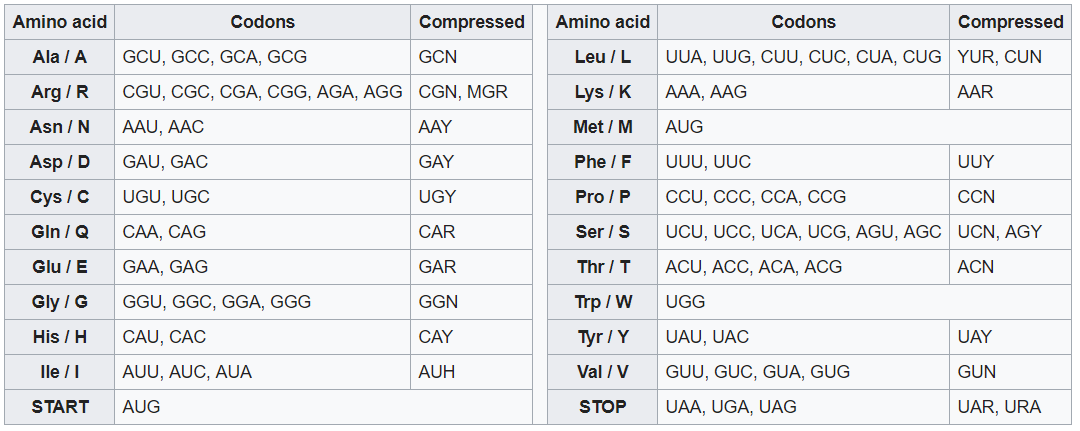 Amino acid Codons Compressed Amino acid Codons Compressed
Ala / A GCU, GCC, GCA, GCG GCN Leu / L UUA, UUG, CUU, CUC, CUA, CUG YUR, CUN
Arg / R CGU, CGC, CGA, CGG, AGA, AGG CGN, MGR Lys / K AAA, AAG AAR
Asn / N AAU, AAC AAY Met / M AUG
Asp / D GAU, GAC GAY Phe / F UUU, UUC UUY
Cys / C UGU, UGC UGY Pro / P CCU, CCC, CCA, CCG CCN
Gln / Q CAA, CAG CAR Ser / S UCU, UCC, UCA, UCG, AGU, AGC UCN, AGY
Glu / E GAA, GAG GAR Thr / T ACU, ACC, ACA, ACG ACN
Gly / G GGU, GGC, GGA, GGG GGN Trp / W UGG
His / H CAU, CAC CAY Tyr / Y UAU, UAC UAY
Ile / I AUU, AUC, AUA AUH Val / V GUU, GUC, GUA, GUG GUN
START AUG STOP UAA, UGA, UAG UAR, URA